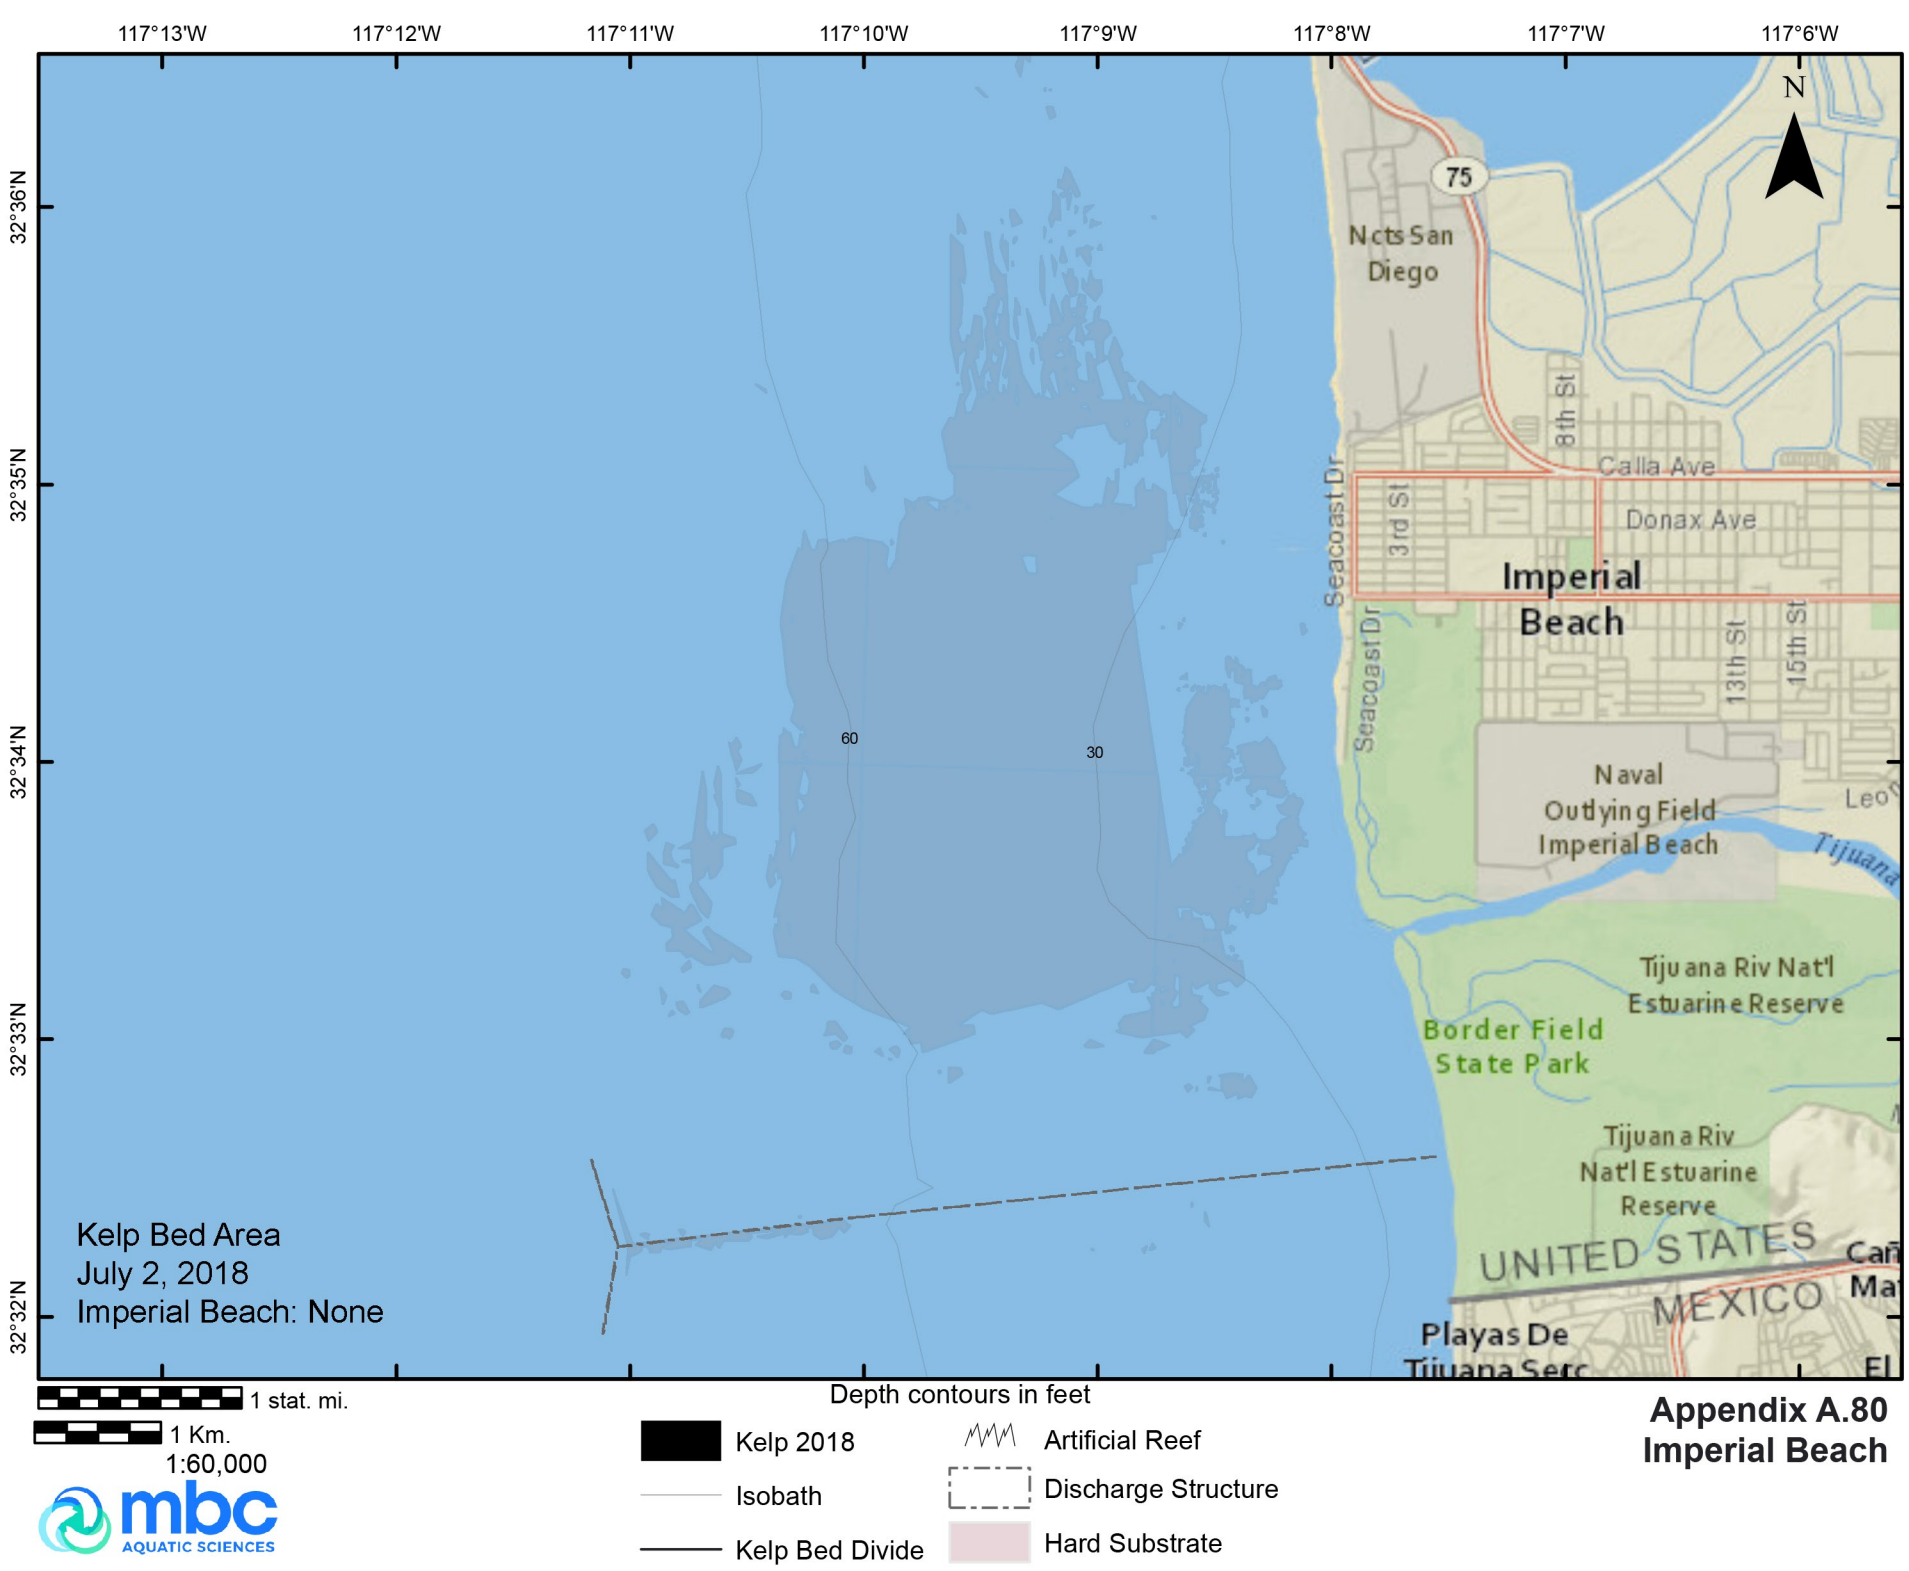 117°13'W 117°12'W 117°11'W 117°10'W 117°9'W 117°8'W 117°7'W 117°6'W
32°36'N
32°35'N
32°34'N
32°33'N
32°32'N
N
75
Ncts San
Diego
8th St
Calla Ave
Seacoast Dr
3rd St
Donax Ave
Imperial
Beach
Seacoast Dr
13th St
15th St
60
30
Naval
Outlying Field
Imperial Beach
Leon
Tijuana
Tijuana Riv Nat'l
Estuarine Reserve
Border Field
State Park
Tijuana Riv
Nat'l Estuarine
Reserve
UNITED STATES
MEXICO
Playas De
Tijuana Secc
El
Kelp Bed Area
July 2, 2018
Imperial Beach: None
1 stat. mi.
1 Km.
1:60,000
mbc
AQUATIC SCIENCES
Depth contours in feet
Kelp 2018
Isobath
Kelp Bed Divide
Artificial Reef
Discharge Structure
Hard Substrate
Appendix A.80
Imperial Beach